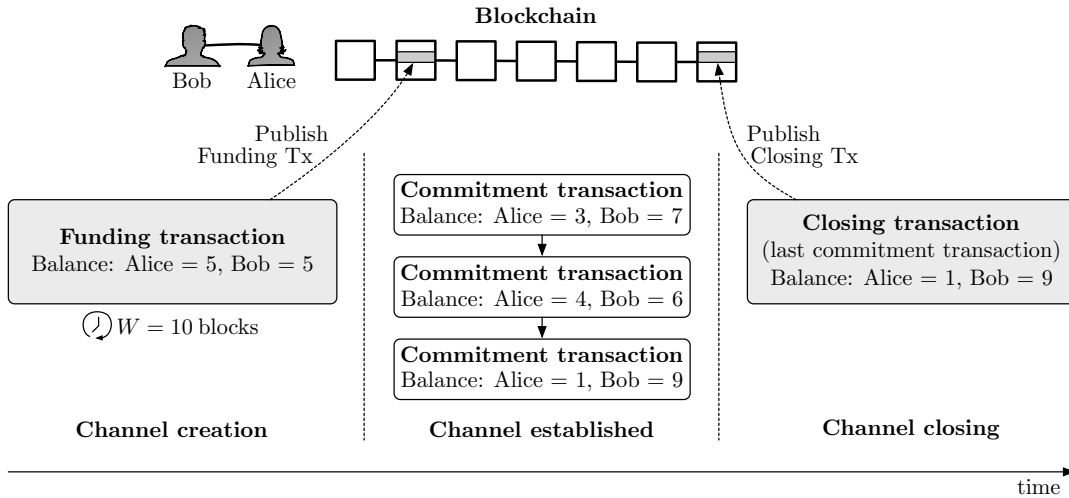 Blockchain
Bob
Alice
Publish
Funding Tx
Publish
Closing Tx
Funding transaction
Balance: Alice = 5, Bob = 5
W = 10 blocks
Commitment transaction
Balance: Alice = 3, Bob = 7
Commitment transaction
Balance: Alice = 4, Bob = 6
Commitment transaction
Balance: Alice = 1, Bob = 9
Closing transaction
(last commitment transaction)
Balance: Alice = 1, Bob = 9
Channel creation
Channel established
Channel closing
time